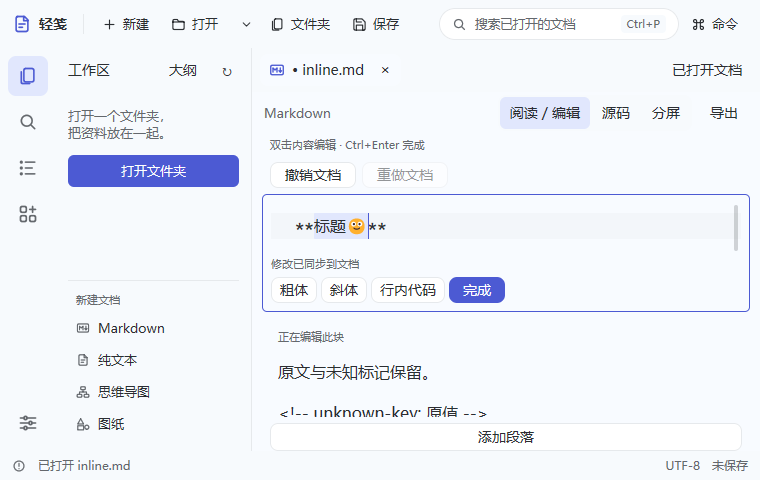 轻笺
新建
打开
文件夹
保存
搜索已打开的文档
Ctrl+P
命令
工作区
大纲
打开一个文件夹，
把资料放在一起。
打开文件夹
新建文档
Markdown
纯文本
思维导图
图纸
• inline.md
×
已打开文档
Markdown
阅读 / 编辑
源码
分屏
导出
双击内容编辑 · Ctrl+Enter 完成
撤销文档
重做文档
**标题🙂**
修改已同步到文档
粗体
斜体
行内代码
完成
正在编辑此块
原文与未知标记保留。
<!-- unknown-key: 原值 -->
添加段落
已打开 inline.md
UTF-8
未保存